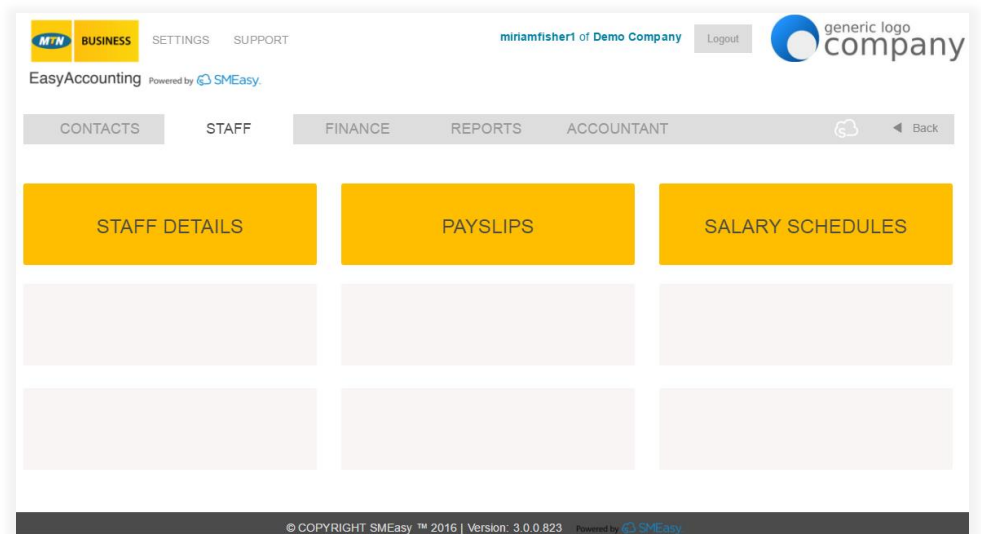 MTN BUSINESS SETTINGS SUPPORT miriamfisher1 of Demo Company Logout generic logo
company
EasyAccounting Powered by SMEasy.
CONTACTS STAFF FINANCE REPORTS ACCOUNTANT Back
STAFF DETAILS PAYSLIPS SALARY SCHEDULES
© COPYRIGHT SMEasy ™ 2016 | Version: 3.0.0.823 Powered by SMEasy